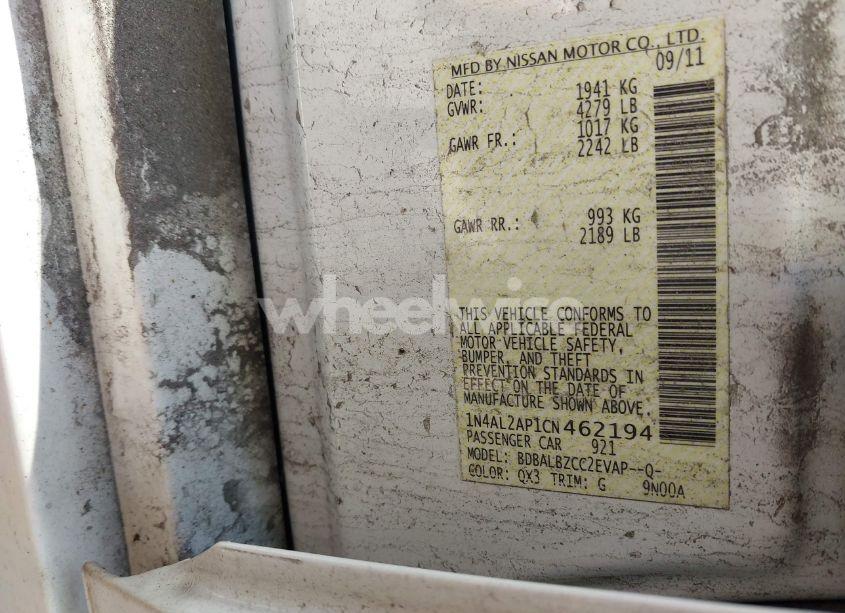 MFD BY NISSAN MOTOR CO., LTD.
DATE: 09/11
GVWR: 1941 KG
4279 LB
GAWR FR.: 1017 KG
2242 LB
GAWR RR.: 993 KG
2189 LB
wheelwire
THIS VEHICLE CONFORMS TO
ALL APPLICABLE FEDERAL
MOTOR VEHICLE SAFETY,
BUMPER, AND THEFT
PREVENTION STANDARDS IN
EFFECT ON THE DATE OF
MANUFACTURE SHOWN ABOVE.
1N4AL2AP1CN462194
PASSENGER CAR 921
MODEL: BDBALBZCC2EVAP--Q-
COLOR: QX3 TRIM: G 9N00A